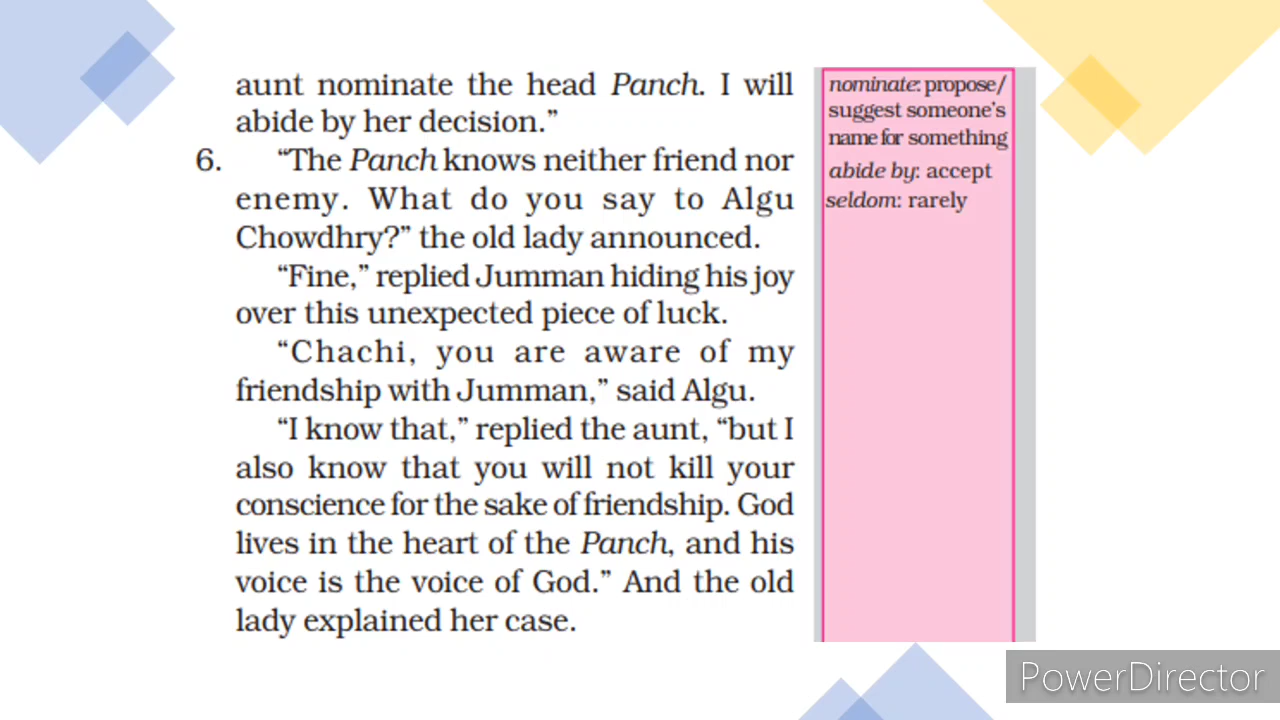 aunt nominate the head Panch. I will
abide by her decision.”
6. “The Panch knows neither friend nor
enemy. What do you say to Algu
Chowdhry?” the old lady announced.
“Fine,” replied Jumman hiding his joy
over this unexpected piece of luck.
“Chachi, you are aware of my
friendship with Jumman,” said Algu.
“I know that,” replied the aunt, “but I
also know that you will not kill your
conscience for the sake of friendship. God
lives in the heart of the Panch, and his
voice is the voice of God.” And the old
lady explained her case.
nominate: propose/
suggest someone’s
name for something
abide by: accept
seldom: rarely
PowerDirector